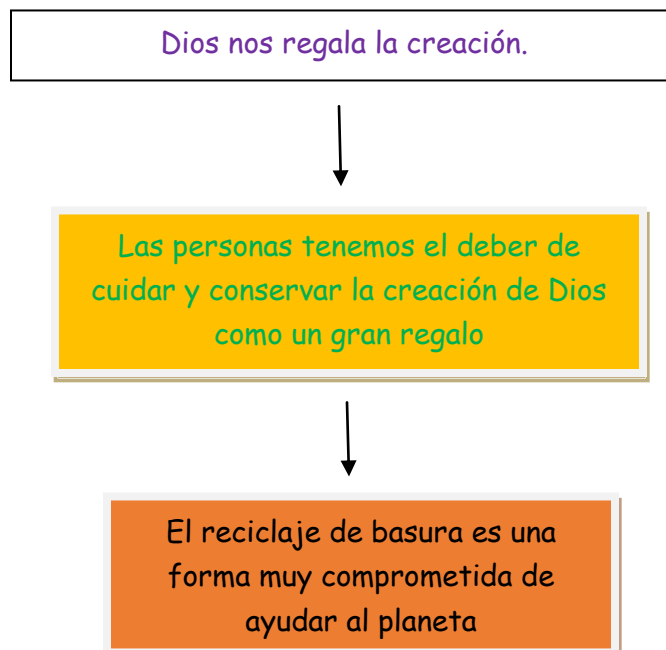 Dios nos regala la creación.
Las personas tenemos el deber de
cuidar y conservar la creación de Dios
como un gran regalo
El reciclaje de basura es una
forma muy comprometida de
ayudar al planeta